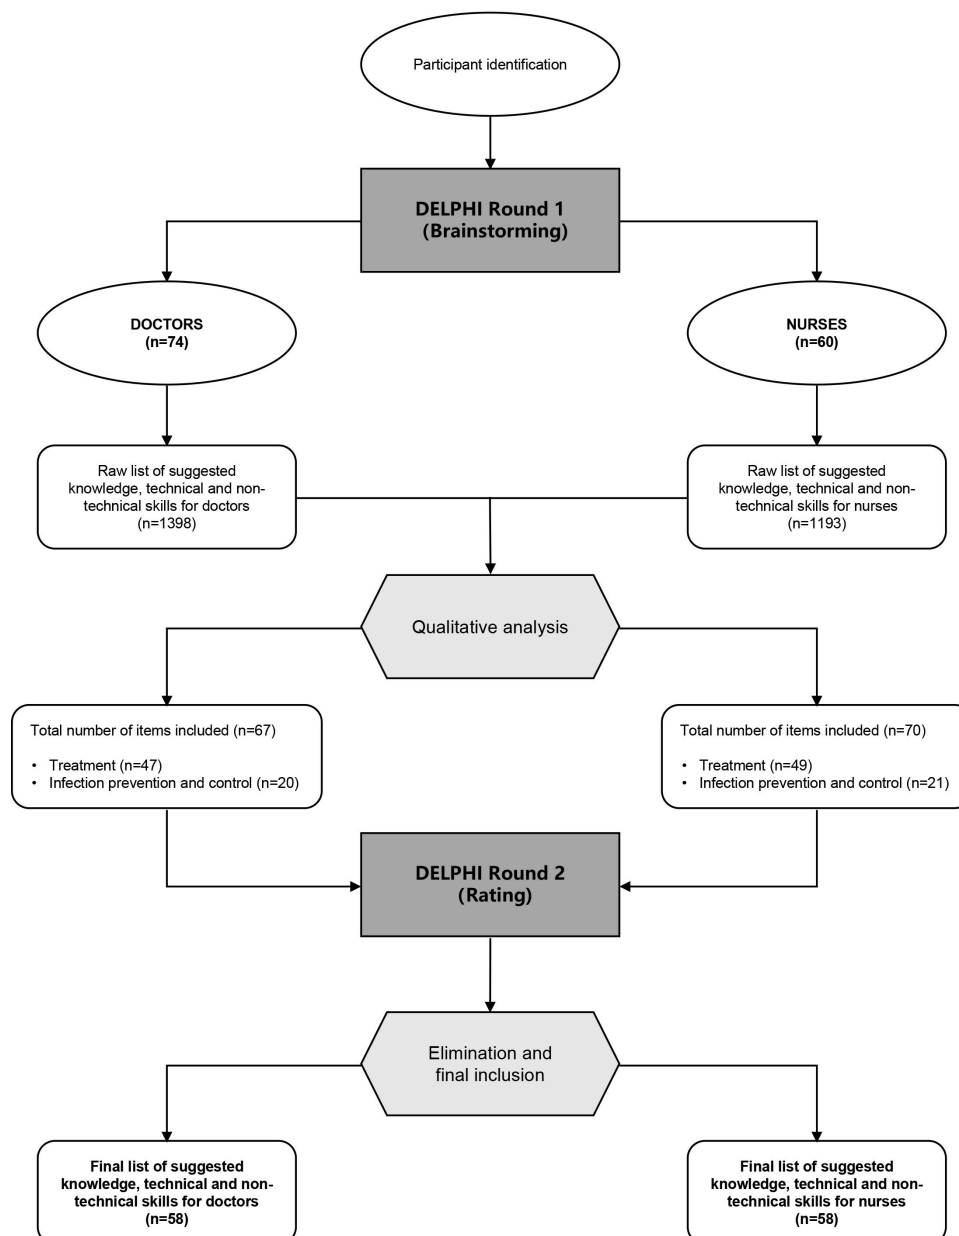 Participant identification
DELPHI Round 1
(Brainstorming)
DOCTORS
(n=74)
NURSES
(n=60)
Raw list of suggested
knowledge, technical and non-
technical skills for doctors
(n=1398)
Raw list of suggested
knowledge, technical and non-
technical skills for nurses
(n=1193)
Qualitative analysis
Total number of items included (n=67)
• Treatment (n=47)
• Infection prevention and control (n=20)
Total number of items included (n=70)
• Treatment (n=49)
• Infection prevention and control (n=21)
DELPHI Round 2
(Rating)
Elimination and
final inclusion
Final list of suggested
knowledge, technical and non-
technical skills for doctors
(n=58)
Final list of suggested
knowledge, technical and non-
technical skills for nurses
(n=58)